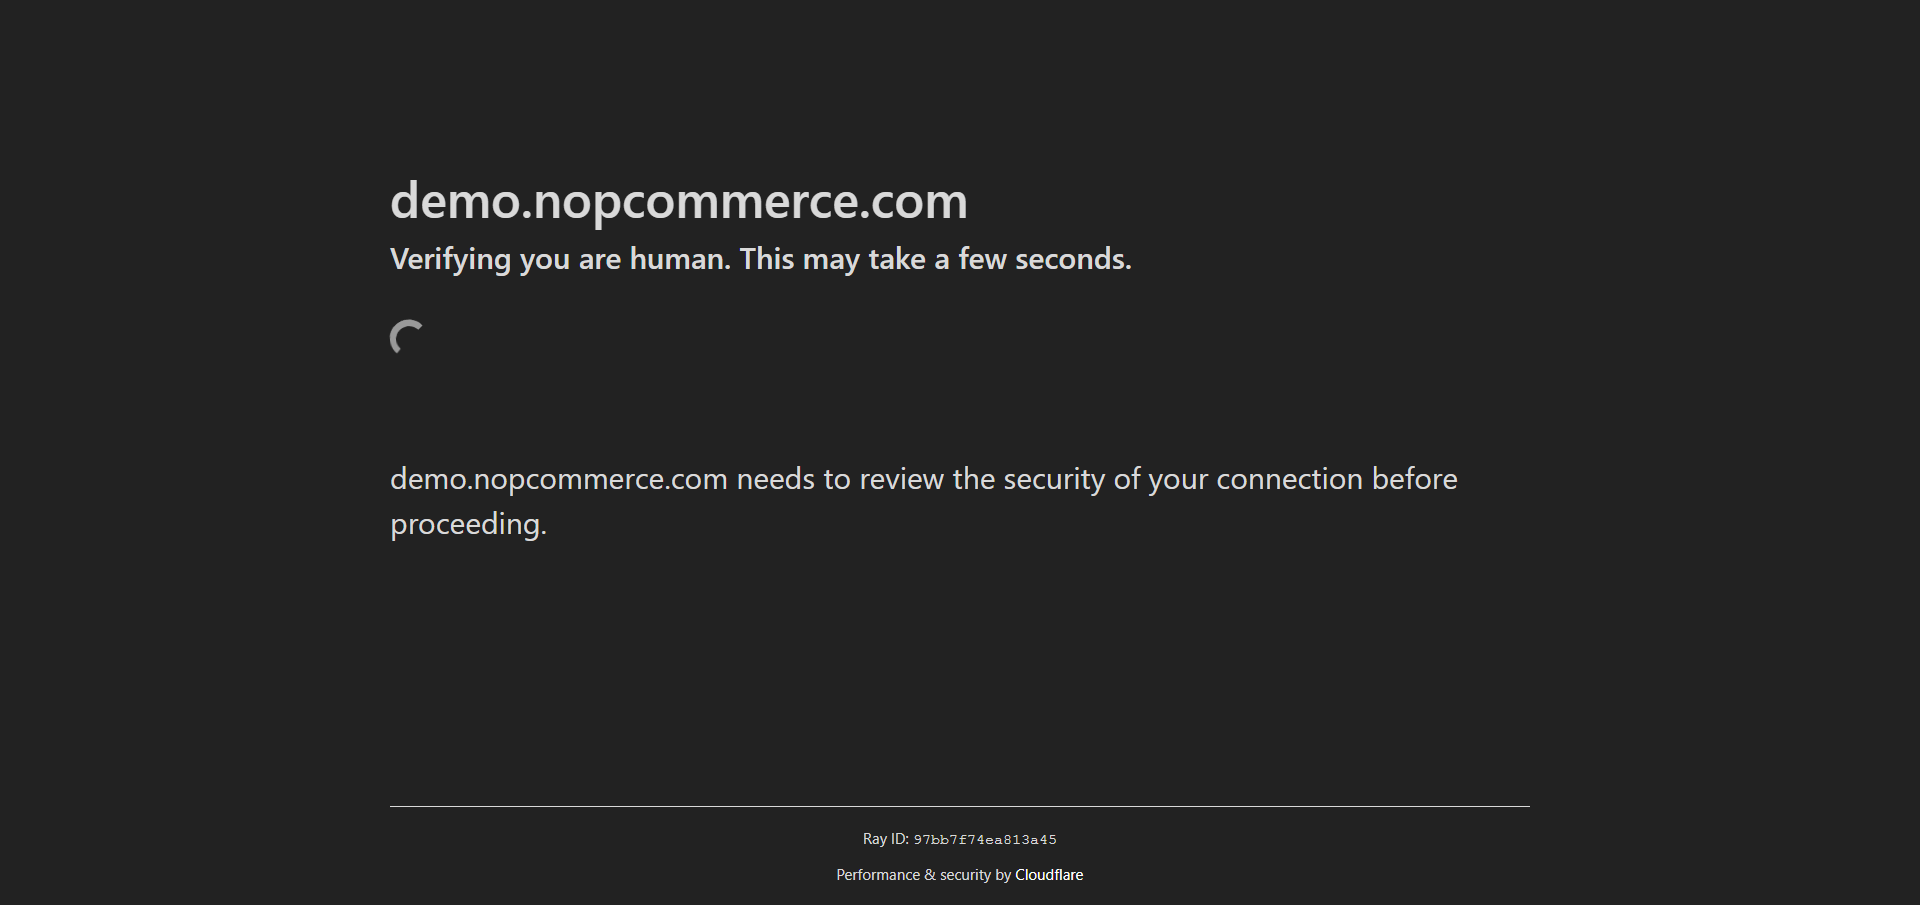 demo.nopcommerce.com
Verifying you are human. This may take a few seconds.
demo.nopcommerce.com needs to review the security of your connection before
proceeding.
Ray ID: 97bb7f74ea813a45
Performance & security by Cloudflare